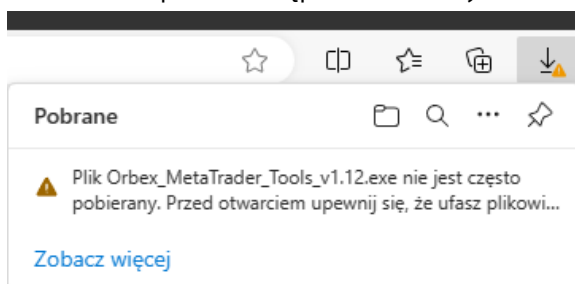 Pobrane
Plik Orbex_MetaTrader_Tools_v1.12.exe nie jest często
pobierany. Przed otwarciem upewnij się, że ufasz plikowi...
Zobacz więcej